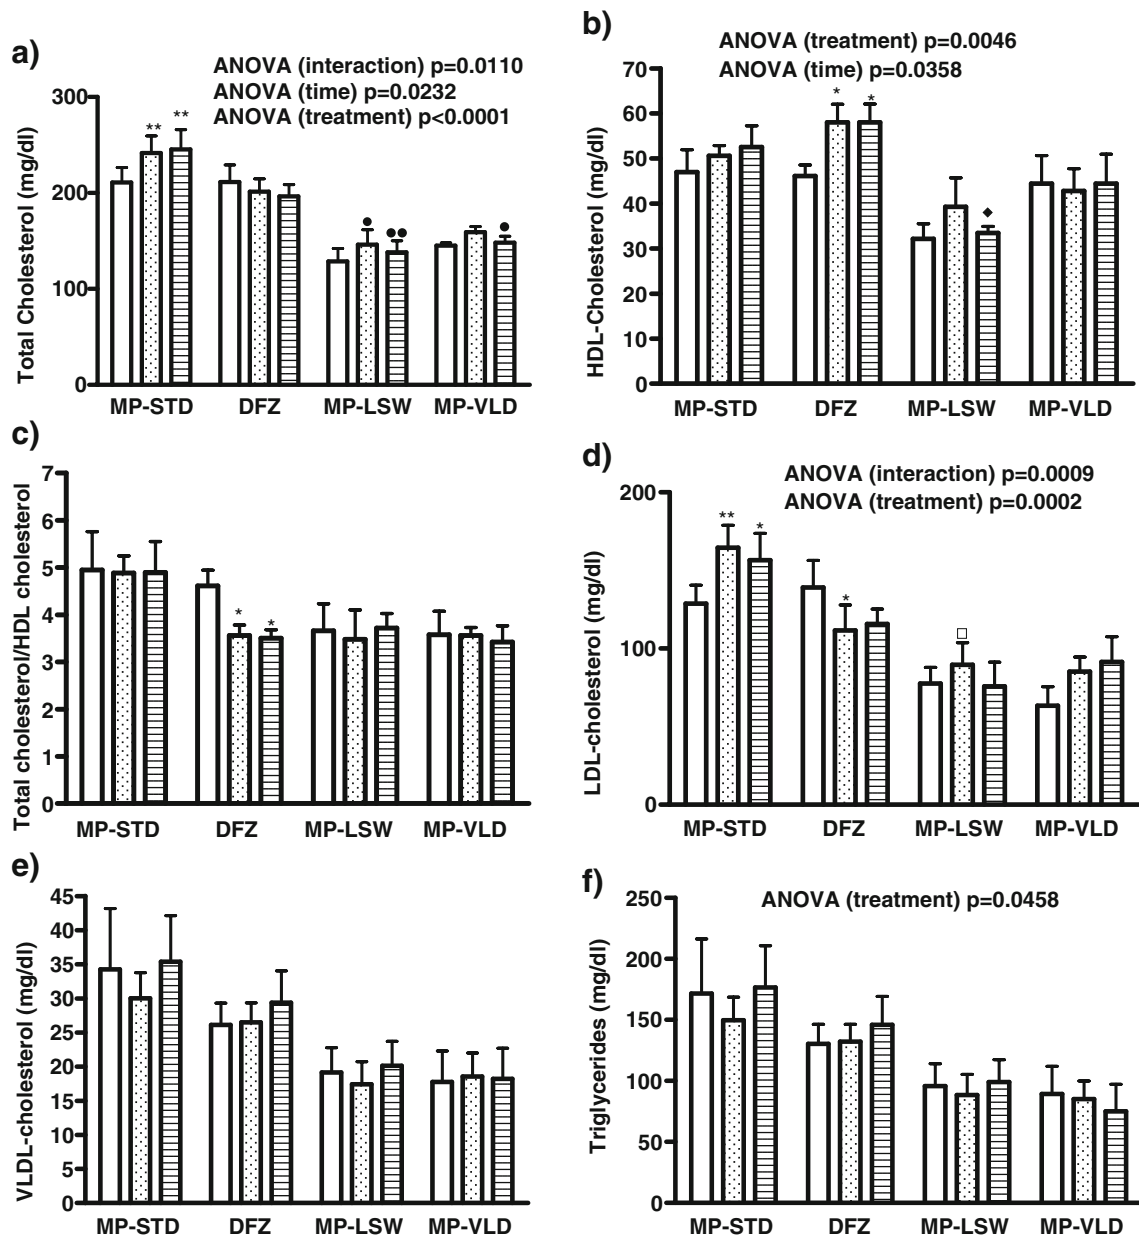 a)
ANOVA (interaction) p=0.0110
ANOVA (time) p=0.0232
ANOVA (treatment) p<0.0001
Total Cholesterol (mg/dl)
300
200
100
0
** **
● ●● ●
MP-STD DFZ MP-LSW MP-VLD
b)
ANOVA (treatment) p=0.0046
ANOVA (time) p=0.0358
HDL-Cholesterol (mg/dl)
70
60
50
40
30
20
10
0
* *
◆
MP-STD DFZ MP-LSW MP-VLD
c)
Total cholesterol/HDL cholesterol
7
6
5
4
3
2
1
0
* *
MP-STD DFZ MP-LSW MP-VLD
d)
ANOVA (interaction) p=0.0009
ANOVA (treatment) p=0.0002
LDL-cholesterol (mg/dl)
200
100
0
** *
*
□
MP-STD DFZ MP-LSW MP-VLD
e)
VLDL-cholesterol (mg/dl)
45
40
35
30
25
20
15
10
5
0
MP-STD DFZ MP-LSW MP-VLD
f)
ANOVA (treatment) p=0.0458
Triglycerides (mg/dl)
250
200
150
100
50
0
MP-STD DFZ MP-LSW MP-VLD